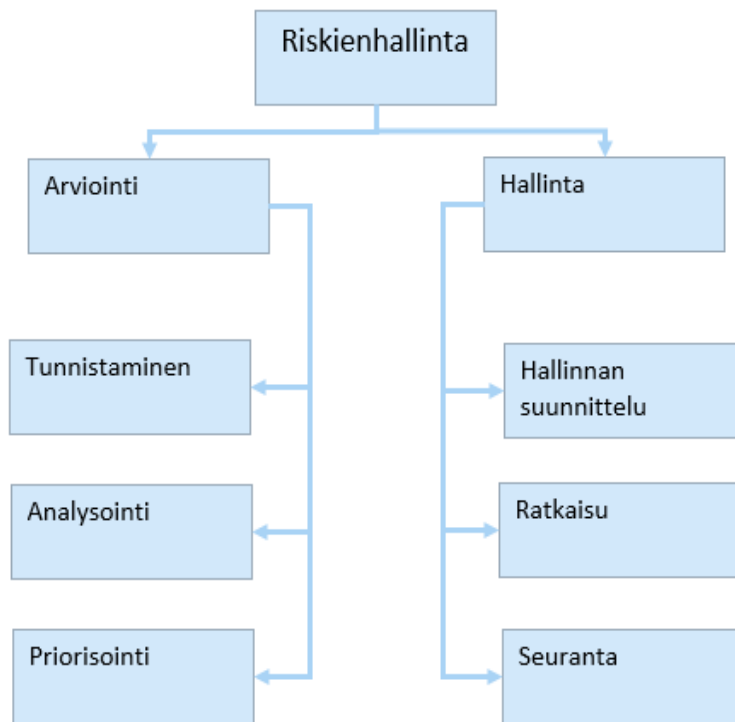 Riskienhallinta
Arviointi
Hallinta
Tunnistaminen
Hallinnan
suunnittelu
Analysointi
Ratkaisu
Priorisointi
Seuranta